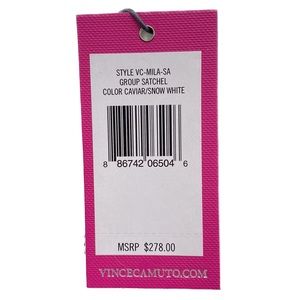 STYLE VC-MILA-SA
GROUP SATCHEL
COLOR CAVIAR/SNOW WHITE
8 86742 06504 6
MSRP $278.00
VINCECAMUTO.COM